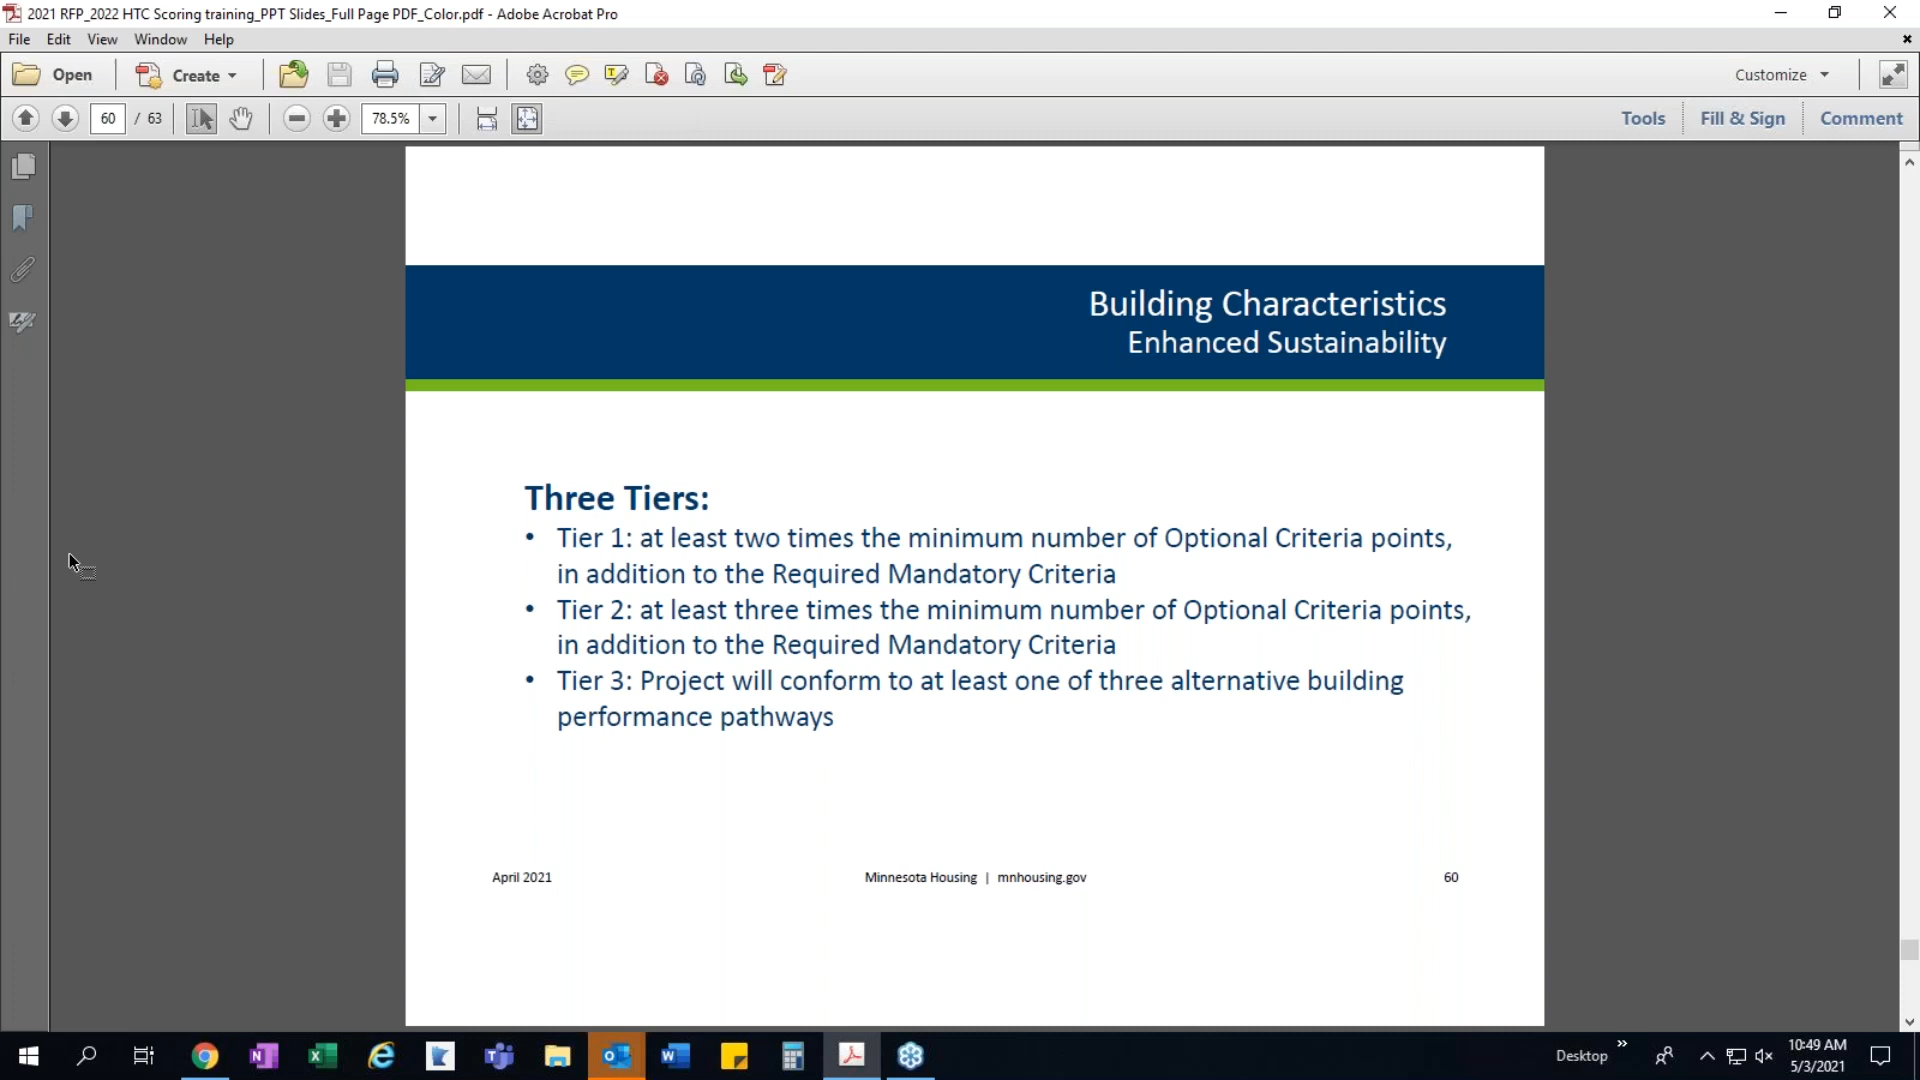 2021 RFP_2022 HTC Scoring training_PPT Slides_Full Page PDF_Color.pdf - Adobe Acrobat Pro
File Edit View Window Help
Open Create Customize
60 / 63 78.5% Tools Fill & Sign Comment
Building Characteristics
Enhanced Sustainability
Three Tiers:
• Tier 1: at least two times the minimum number of Optional Criteria points,
in addition to the Required Mandatory Criteria
• Tier 2: at least three times the minimum number of Optional Criteria points,
in addition to the Required Mandatory Criteria
• Tier 3: Project will conform to at least one of three alternative building
performance pathways
April 2021 Minnesota Housing | mnhousing.gov 60
Desktop 10:49 AM
5/3/2021